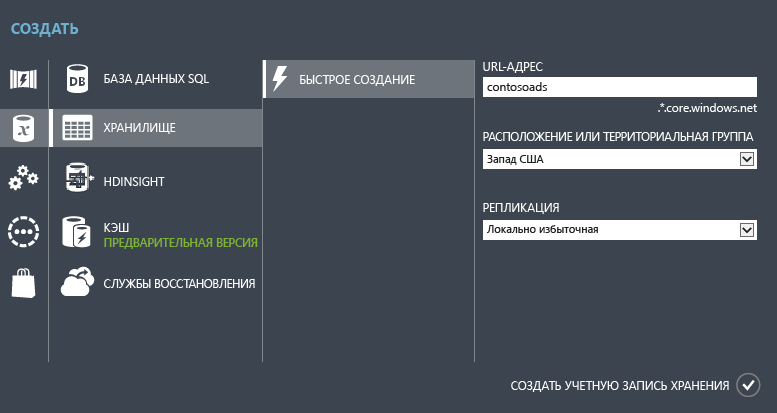 СОЗДАТЬ
DB
БАЗА ДАННЫХ SQL
x
ХРАНИЛИЩЕ
HDINSIGHT
КЭШ
ПРЕДВАРИТЕЛЬНАЯ ВЕРСИЯ
СЛУЖБЫ ВОССТАНОВЛЕНИЯ
БЫСТРОЕ СОЗДАНИЕ
URL-АДРЕС
contosoads
.*.core.windows.net
РАСПОЛОЖЕНИЕ ИЛИ ТЕРРИТОРИАЛЬНАЯ ГРУППА
Запад США
РЕПЛИКАЦИЯ
Локально избыточная
СОЗДАТЬ УЧЕТНУЮ ЗАПИСЬ ХРАНЕНИЯ